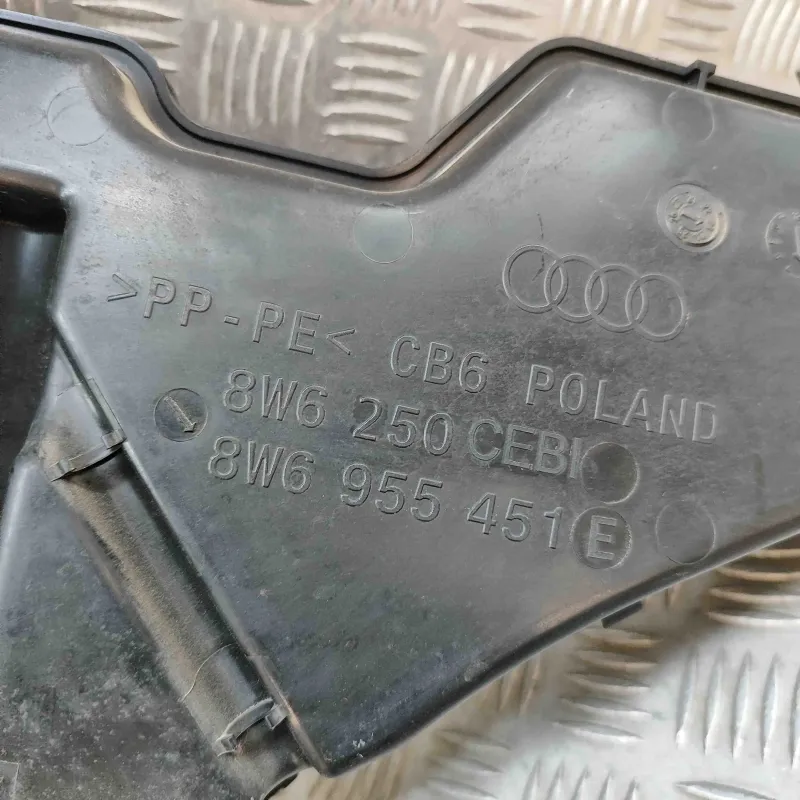 >PP-PE< CB6 POLAND
8W6 250 CEBI
8W6 955 451 E